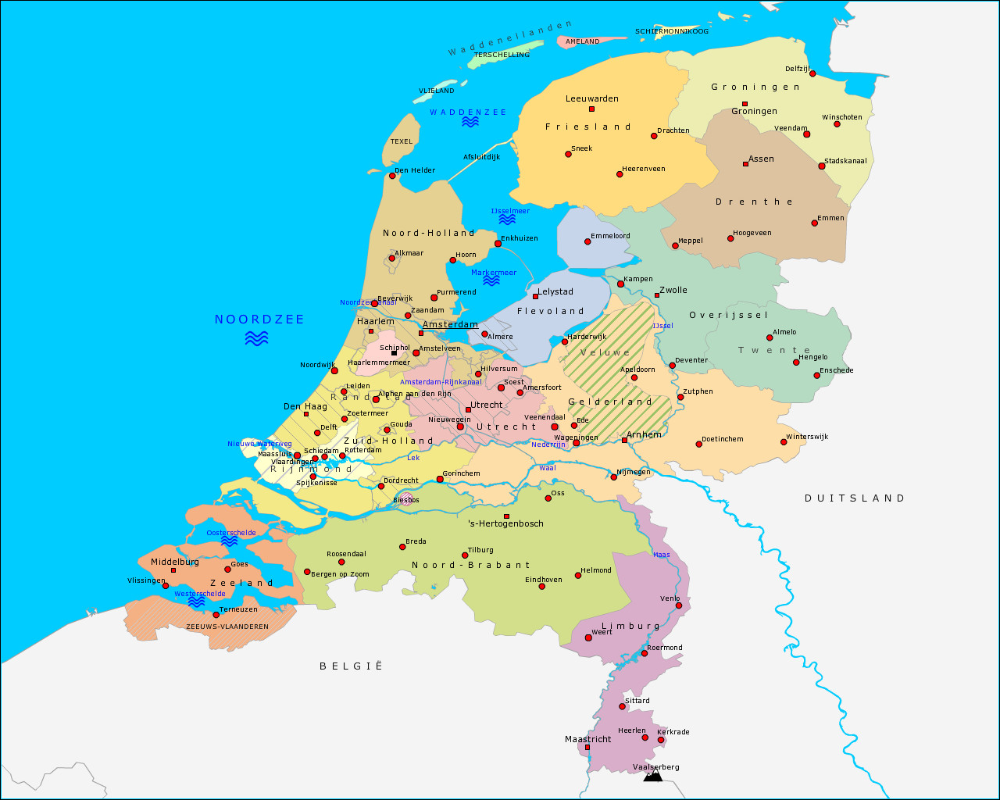 Waddeneilanden
SCHIERMONNIKOOG
AMELAND
TERSCHELLING
VLIELAND
WADDENZEE
TEXEL
Afsluitdijk
Den Helder
Delfzijl
Groningen
Groningen
Winschoten
Veendam
Stadskanaal
Leeuwarden
Friesland
Drachten
Sneek
Heerenveen
Assen
Drenthe
Emmen
Hoogeveen
Meppel
IJsselmeer
Emmeloord
Noord-Holland
Enkhuizen
Alkmaar
Hoorn
Markermeer
Purmerend
Noordzeekanaal
Beverwijk
Zaandam
Haarlem
Amsterdam
Schiphol
Amstelveen
Haarlemmermeer
NOORDZEE
Lelystad
Flevoland
Almere
Harderwijk
Kampen
Zwolle
Overijssel
IJssel
Almelo
Twente
Hengelo
Enschede
Deventer
Veluwe
Apeldoorn
Zutphen
Gelderland
Noordwijk
Leiden
Randstad
Alphen aan den Rijn
Amsterdam-Rijnkanaal
Hilversum
Soest
Amersfoort
Utrecht
Nieuwegein
Utrecht
Veenendaal
Ede
Wageningen
Arnhem
Nederrijn
Doetinchem
Winterswijk
Den Haag
Zoetermeer
Delft
Gouda
Zuid-Holland
Nieuwe Waterweg
Maassluis
Schiedam
Rotterdam
Vlaardingen
Rijnmond
Spijkenisse
Lek
Waal
Gorinchem
Dordrecht
Biesbos
Nijmegen
Oss
's-Hertogenbosch
DUITSLAND
Oosterschelde
Middelburg
Goes
Zeeland
Vlissingen
Westerschelde
Terneuzen
ZEEUWS-VLAANDEREN
Breda
Roosendaal
Tilburg
Noord-Brabant
Bergen op Zoom
Eindhoven
Helmond
Maas
Venlo
Limburg
Weert
Roermond
BELGIË
Sittard
Heerlen
Kerkrade
Maastricht
Vaalserberg